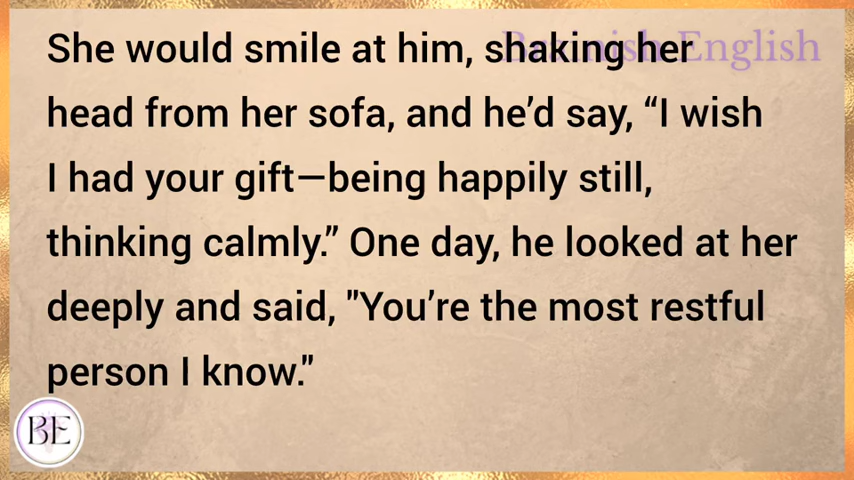 She would smile at him, shaking her
head from her sofa, and he’d say, “I wish
I had your gift—being happily still,
thinking calmly.” One day, he looked at her
deeply and said, "You’re the most restful
person I know."
English
BE